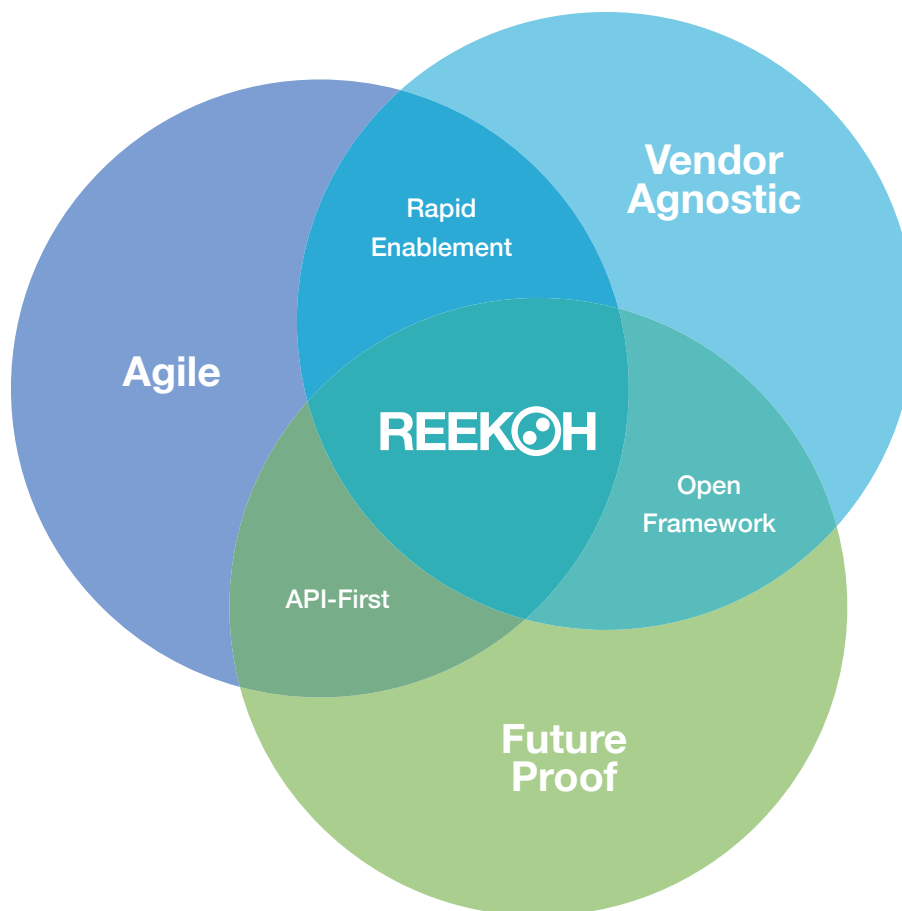 Vendor
Agnostic
Rapid
Enablement
Agile
REEKOH
Open
Framework
API-First
Future
Proof